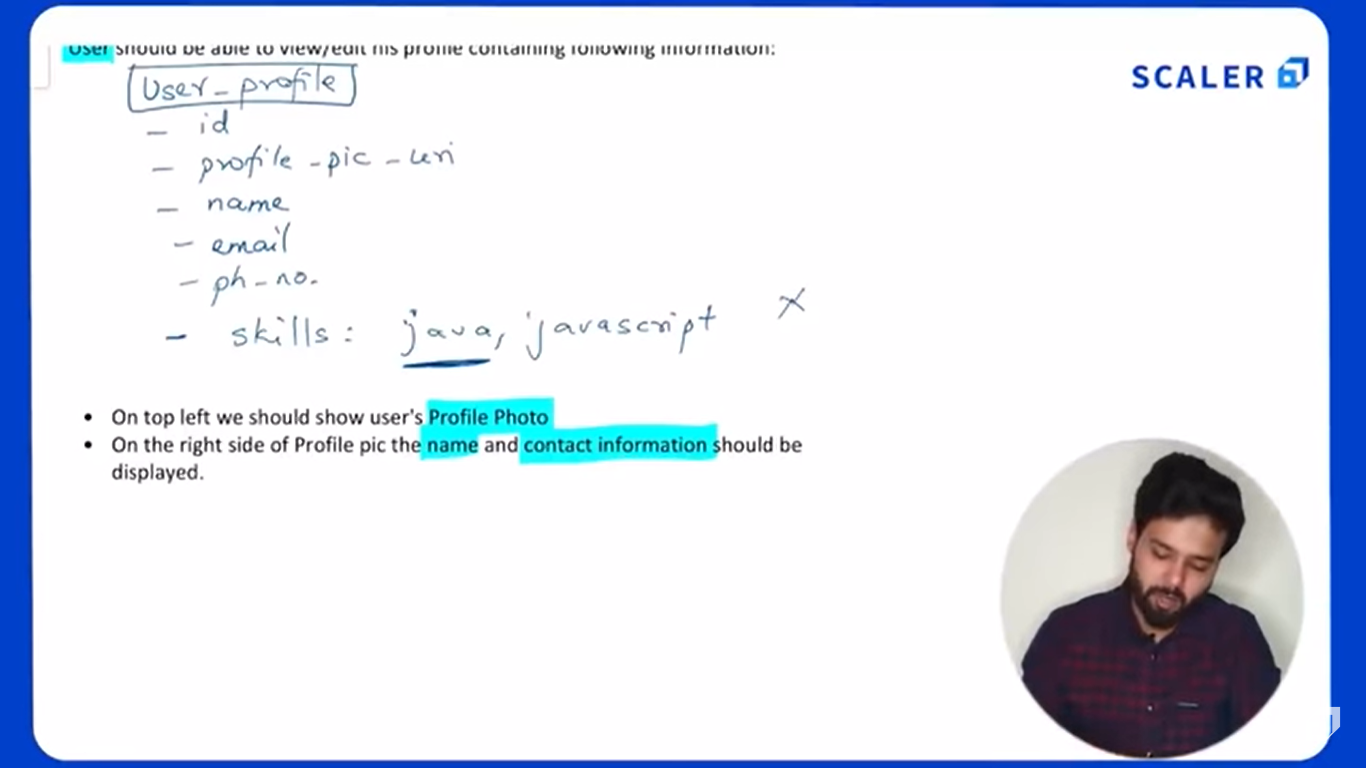 User should be able to view/edit his profile containing following information:
SCALER
User_profile
- id
- profile-pic-uri
- name
- email
- ph-no.
- skills: java, javascript X
• On top left we should show user's Profile Photo
• On the right side of Profile pic the name and contact information should be
displayed.